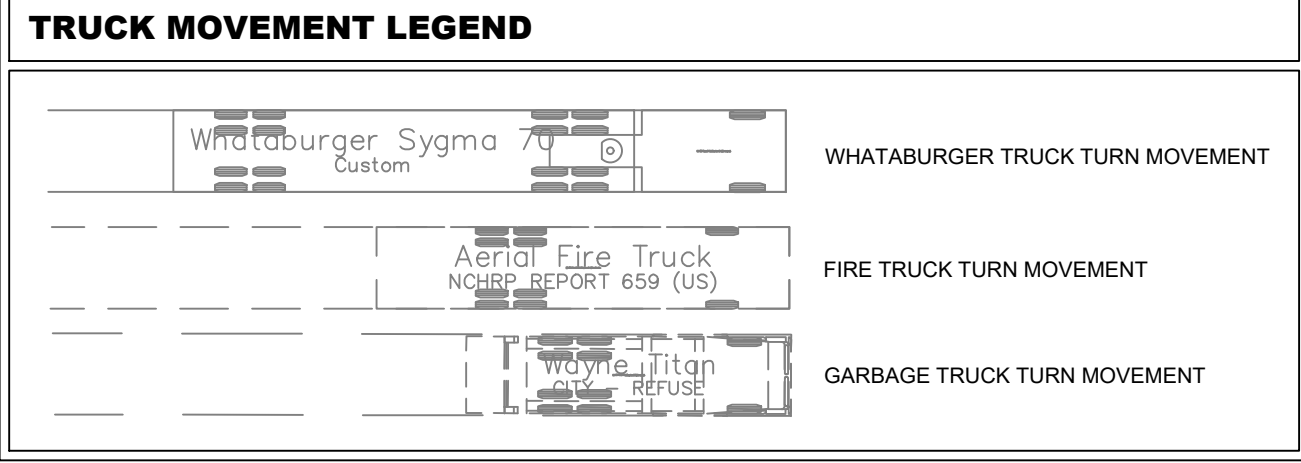 TRUCK MOVEMENT LEGEND
Whataburger Sygma 70
Custom
WHATABURGER TRUCK TURN MOVEMENT
Aerial Fire Truck
NCHRP REPORT 659 (US)
FIRE TRUCK TURN MOVEMENT
Wayne Titan
CITY - REFUSE
GARBAGE TRUCK TURN MOVEMENT